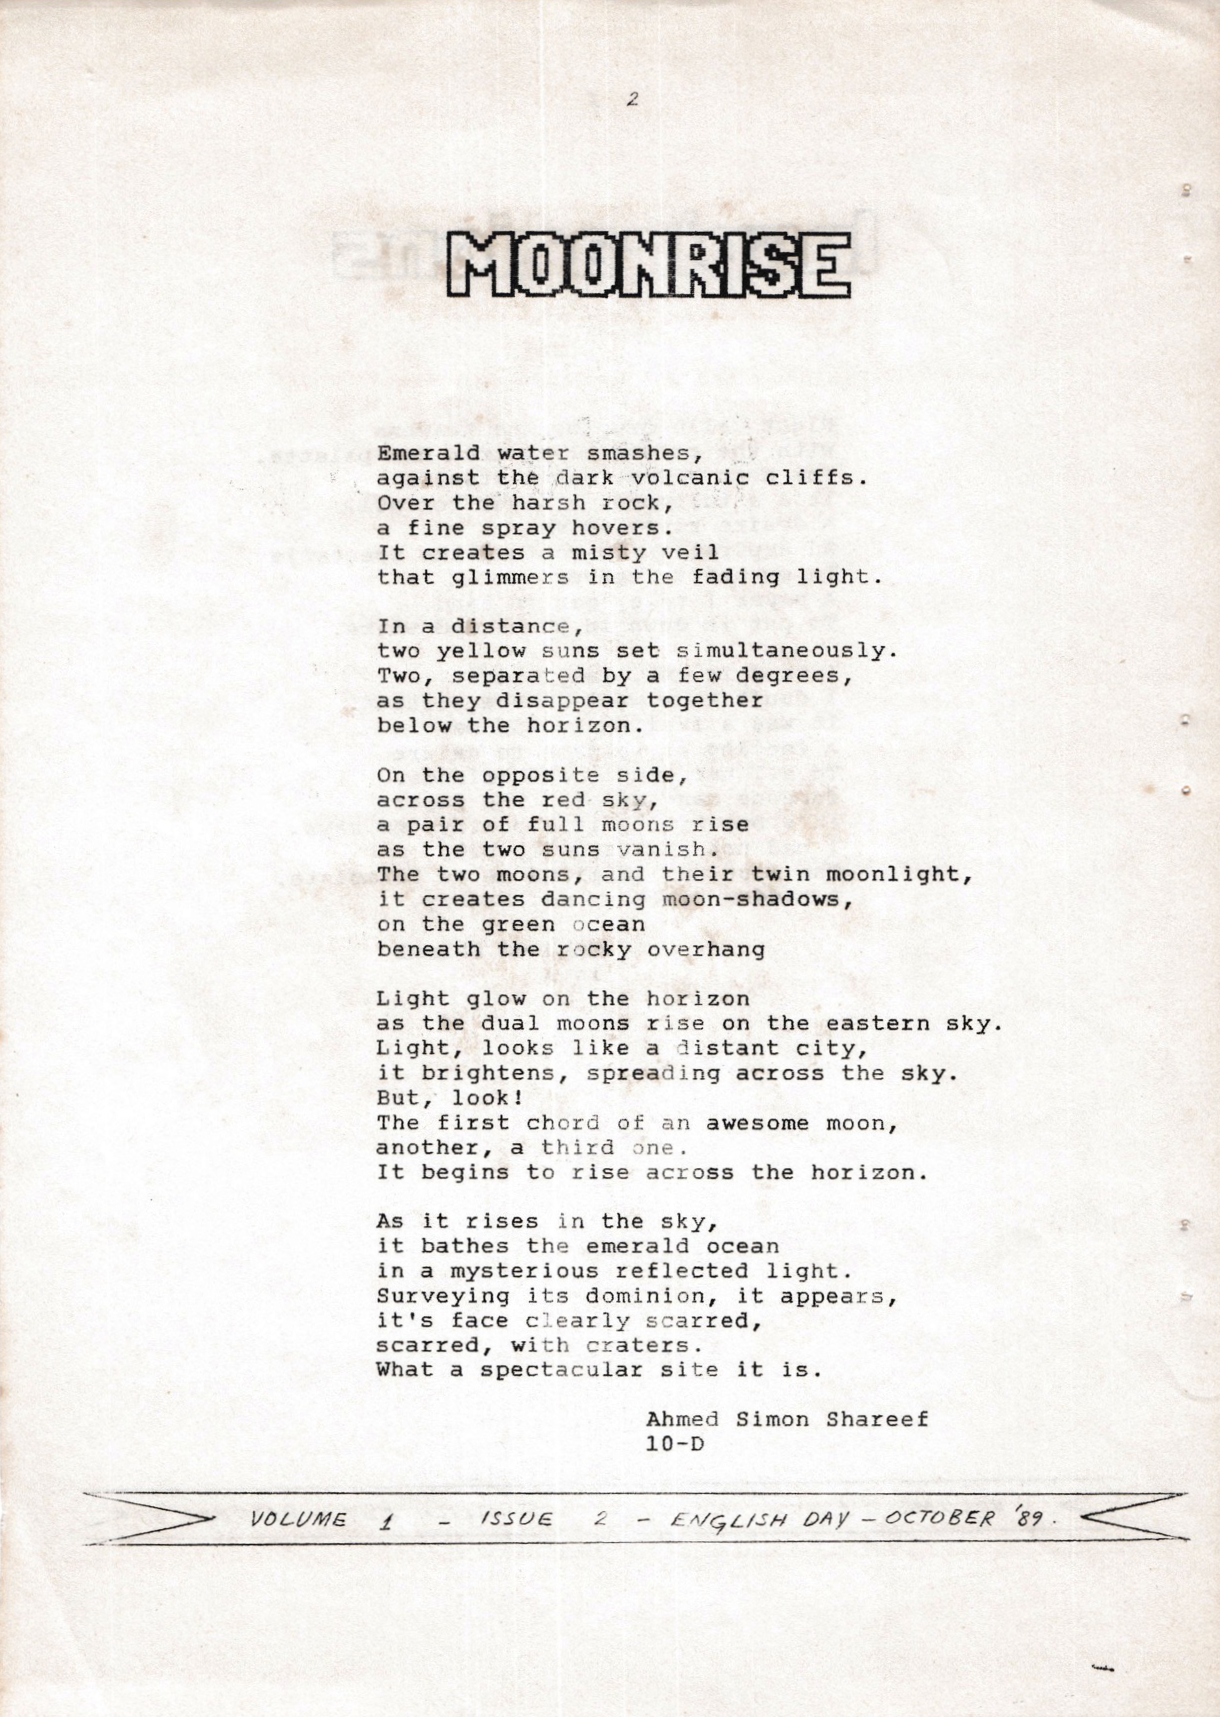 2
MOONRISE
Emerald water smashes,
against the dark volcanic cliffs.
Over the harsh rock,
a fine spray hovers.
It creates a misty veil
that glimmers in the fading light.
In a distance,
two yellow suns set simultaneously.
Two, separated by a few degrees,
as they disappear together
below the horizon.
On the opposite side,
across the red sky,
a pair of full moons rise
as the two suns vanish.
The two moons, and their twin moonlight,
it creates dancing moon-shadows,
on the green ocean
beneath the rocky overhang
Light glow on the horizon
as the dual moons rise on the eastern sky.
Light, looks like a distant city,
it brightens, spreading across the sky.
But, look!
The first chord of an awesome moon,
another, a third one.
It begins to rise across the horizon.
As it rises in the sky,
it bathes the emerald ocean
in a mysterious reflected light.
Surveying its dominion, it appears,
it's face clearly scarred,
scarred, with craters.
What a spectacular site it is.
Ahmed Simon Shareef
10-D
VOLUME 1 - ISSUE 2 - ENGLISH DAY - OCTOBER '89.